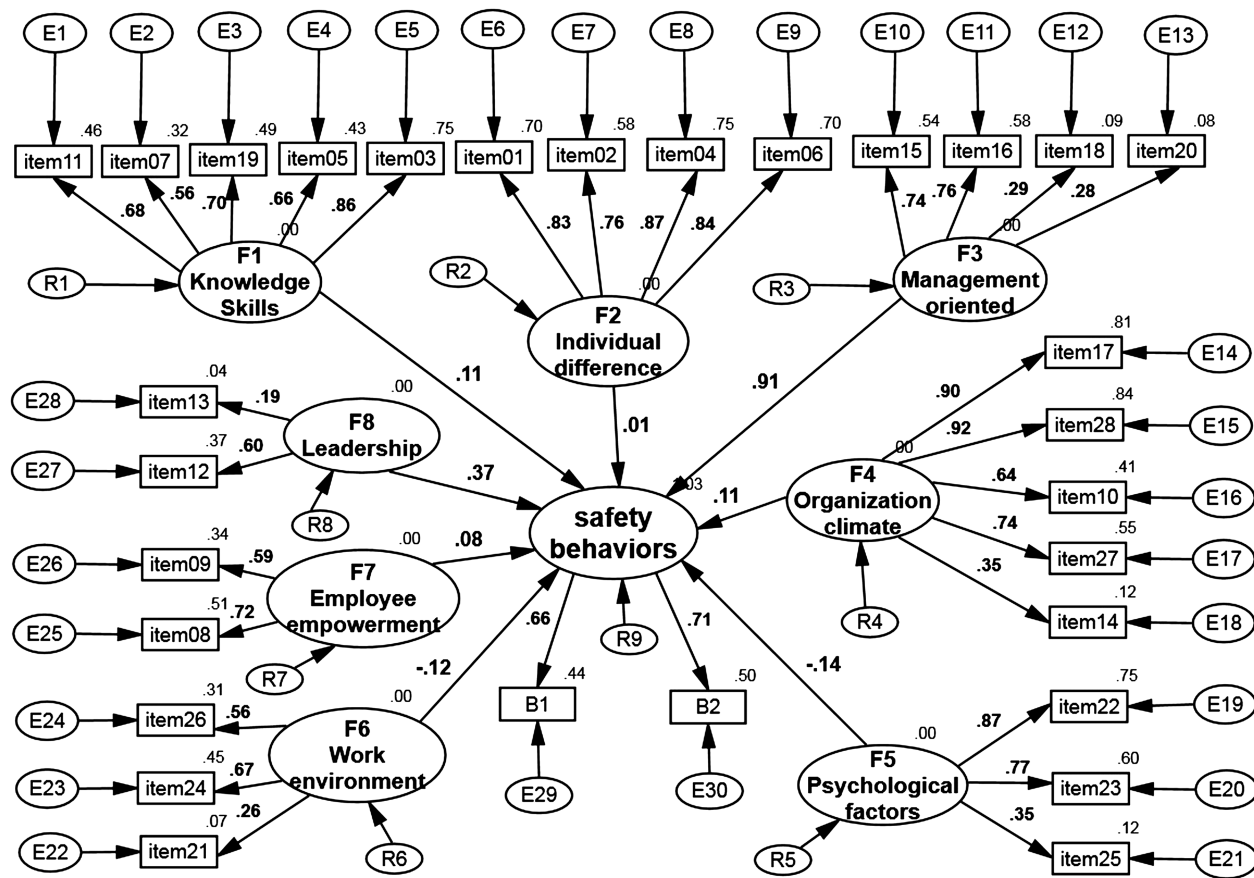 E1 E2 E3 E4 E5 E6 E7 E8 E9 E10 E11 E12 E13
.46 .32 .49 .43 .75 .70 .58 .75 .70 .54 .58 .09 .08
item11 item07 item19 item05 item03 item01 item02 item04 item06 item15 item16 item18 item20
.68 .56 .70 .66 .86 .83 .76 .87 .84 .74 .76 .29 .28
.00
F1
Knowledge
Skills
R1
R2
.00
F2
Individual
difference
R3
.00
F3
Management
oriented
.11
.01
.91
.81
item17 E14
.90
.84
item28 E15
.92
.41
item10 E16
.64
.55
item27 E17
.74
.12
item14 E18
.35
.00
F4
Organization
climate
R4
.11
E28 item13
.04
.19
E27 item12
.37
.60
.00
F8
Leadership
R8
.37
safety
behaviors
R9
E26 item09
.34
.59
E25 item08
.51
.72
.00
F7
Employee
empowerment
R7
.08
.66
.71
.44
B1
E29
.50
B2
E30
E24 item26
.31
.56
E23 item24
.45
.67
E22 item21
.07
.26
.00
F6
Work
environment
R6
-.12
-.14
.00
F5
Psychological
factors
R5
.75
item22 E19
.87
.60
item23 E20
.77
.12
item25 E21
.35